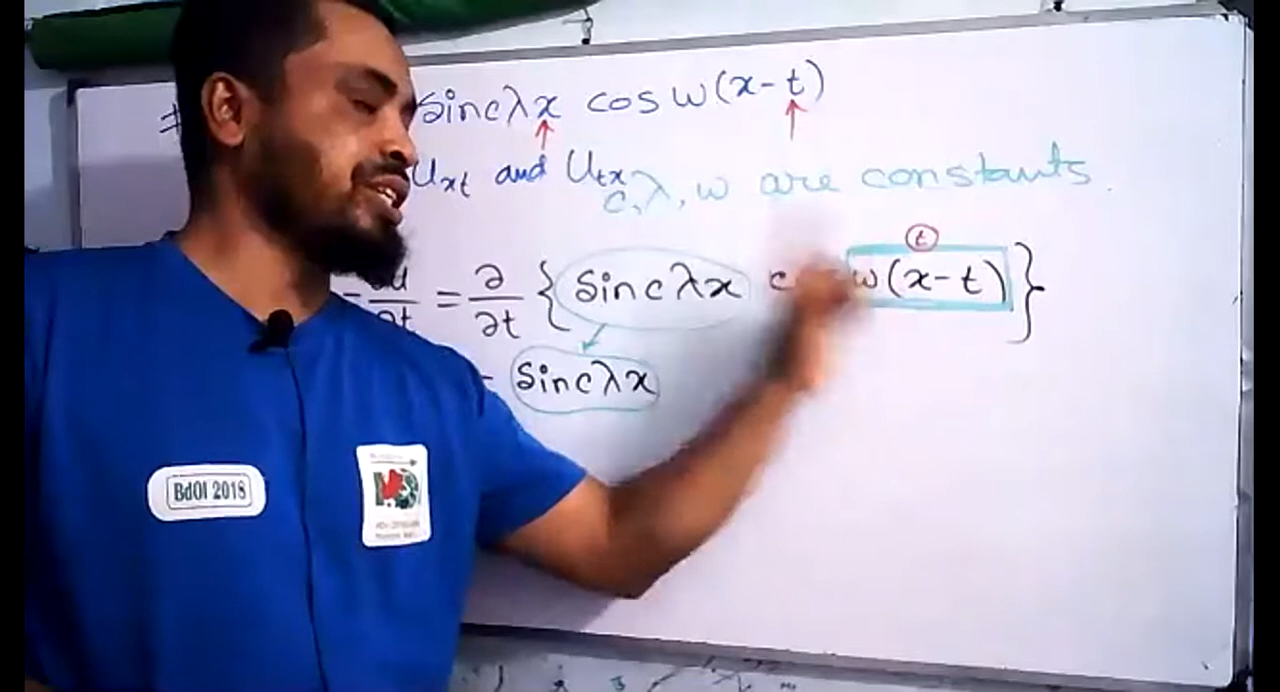 sincλx cos w(x-t)
Uxt and Utx
c,λ, w are constants.
t
= ∂/∂t { sincλx w(x-t) }
sincλx
BdOI 2018